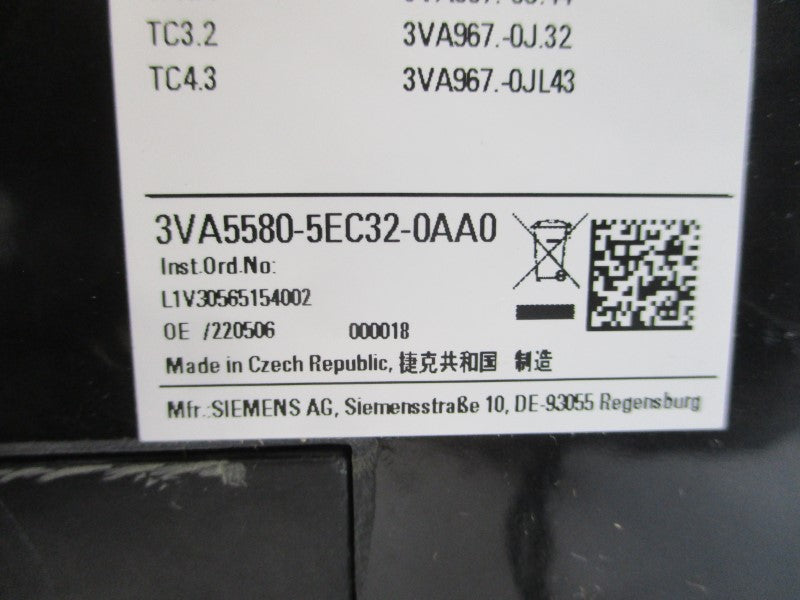 TC3.2 3VA967.-0J.32
TC4.3 3VA967.-0JL43
3VA5580-5EC32-0AA0
Inst.Ord.No:
L1V30565154002
OE /220506 000018
Made in Czech Republic, 捷克共和国 制造
Mfr.:SIEMENS AG, Siemensstraße 10, DE-93055 Regensburg